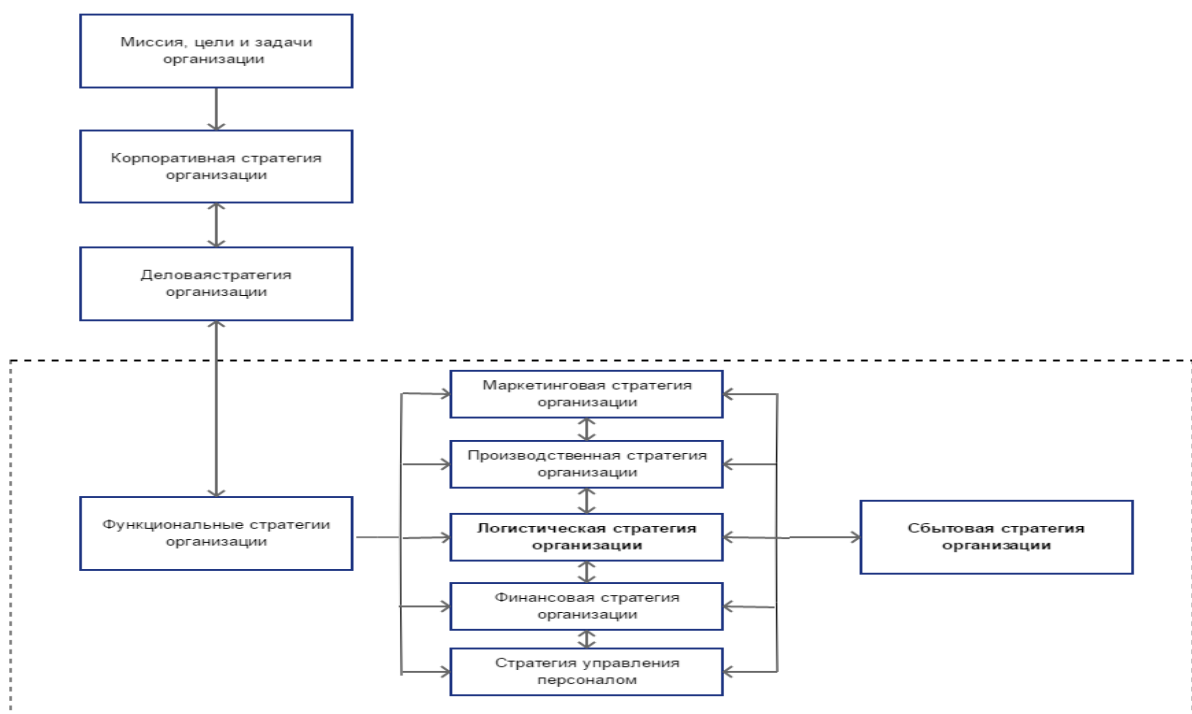 Миссия, цели и задачи
организации
Корпоративная стратегия
организации
Деловаястратегия
организации
Функциональные стратегии
организации
Маркетинговая стратегия
организации
Производственная стратегия
организации
Логистическая стратегия
организации
Финансовая стратегия
организации
Стратегия управления
персоналом
Сбытовая стратегия
организации